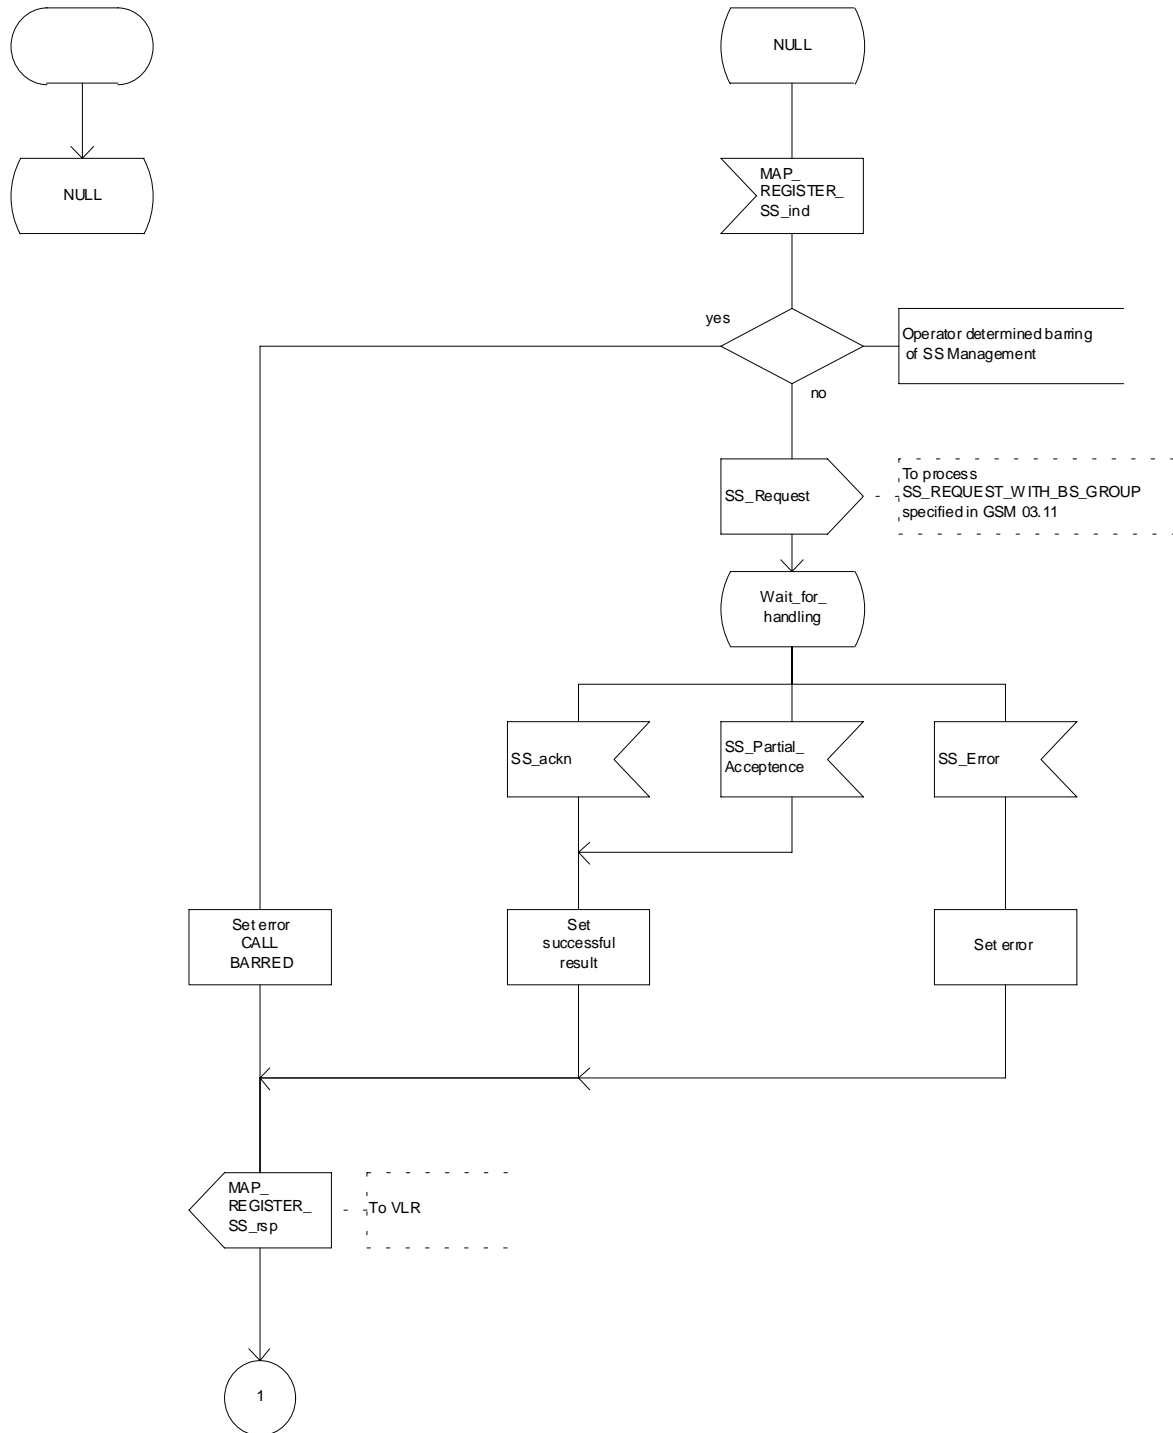 NULL
NULL
MAP_
REGISTER_
SS_ind
yes
Operator determined barring
of SS Management
no
SS_Request
To process
SS_REQUEST_WITH_BS_GROUP
specified in GSM 03.11
Wait_for_
handling
SS_ackn
SS_Partial_
Acceptence
SS_Error
Set error
CALL
BARRED
Set
successful
result
Set error
MAP_
REGISTER_
SS_rsp
To VLR
1